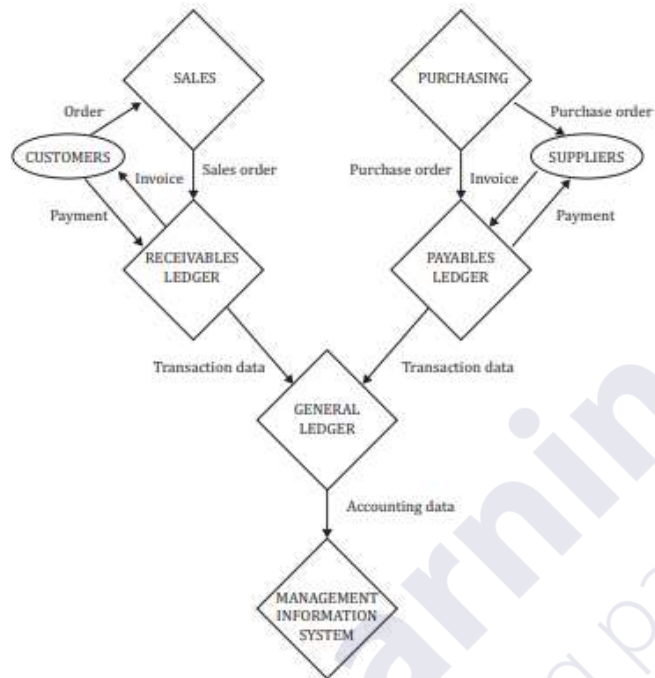 SALES
PURCHASING
Order
Purchase order
CUSTOMERS
SUPPLIERS
Invoice
Sales order
Purchase order
Invoice
Payment
Payment
RECEIVABLES
LEDGER
PAYABLES
LEDGER
Transaction data
Transaction data
GENERAL
LEDGER
Accounting data
MANAGEMENT
INFORMATION
SYSTEM